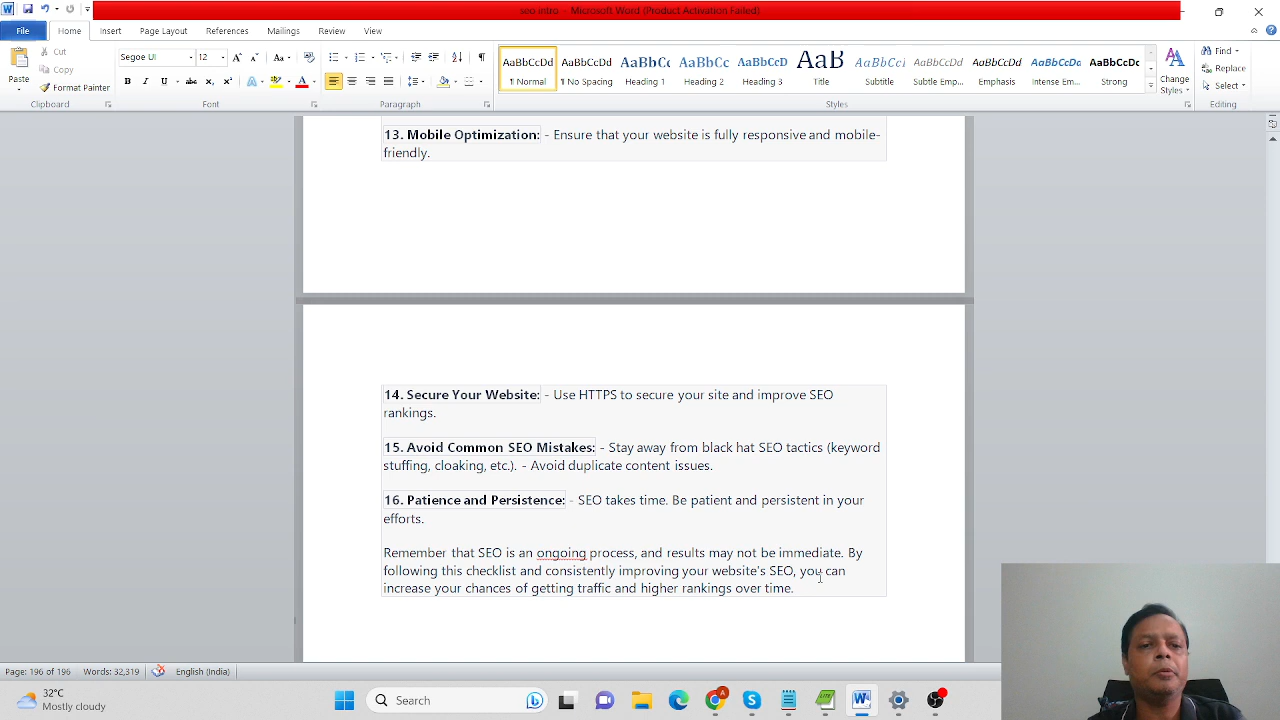 seo intro. - Microsoft Word (Product Activation Failed)
File Home Insert Page Layout References Mailings Review View
Cut
Copy
Format Painter
Paste
Segoe UI 12
AaBbCcDd AaBbCcDd AaBbCc AaBbCc AaBbCcDd AaB AaBbCcI AaBbCcDd AaBbCcDd AaBbCcDd AaBbCcDc
¶ Normal ¶ No Spacing Heading 1 Heading 2 Heading 3 Title Subtitle Subtle Emp... Emphasis Intense Em... Strong
Change
Styles
Find
Replace
Select
Clipboard Font Paragraph Styles Editing
13. Mobile Optimization: - Ensure that your website is fully responsive and mobile-
friendly.
14. Secure Your Website: - Use HTTPS to secure your site and improve SEO
rankings.
15. Avoid Common SEO Mistakes: - Stay away from black hat SEO tactics (keyword
stuffing, cloaking, etc.). - Avoid duplicate content issues.
16. Patience and Persistence: - SEO takes time. Be patient and persistent in your
efforts.
Remember that SEO is an ongoing process, and results may not be immediate. By
following this checklist and consistently improving your website's SEO, you can
increase your chances of getting traffic and higher rankings over time.
Page: 196 of 196 Words: 32,319 English (India)
32°C
Mostly cloudy
Search